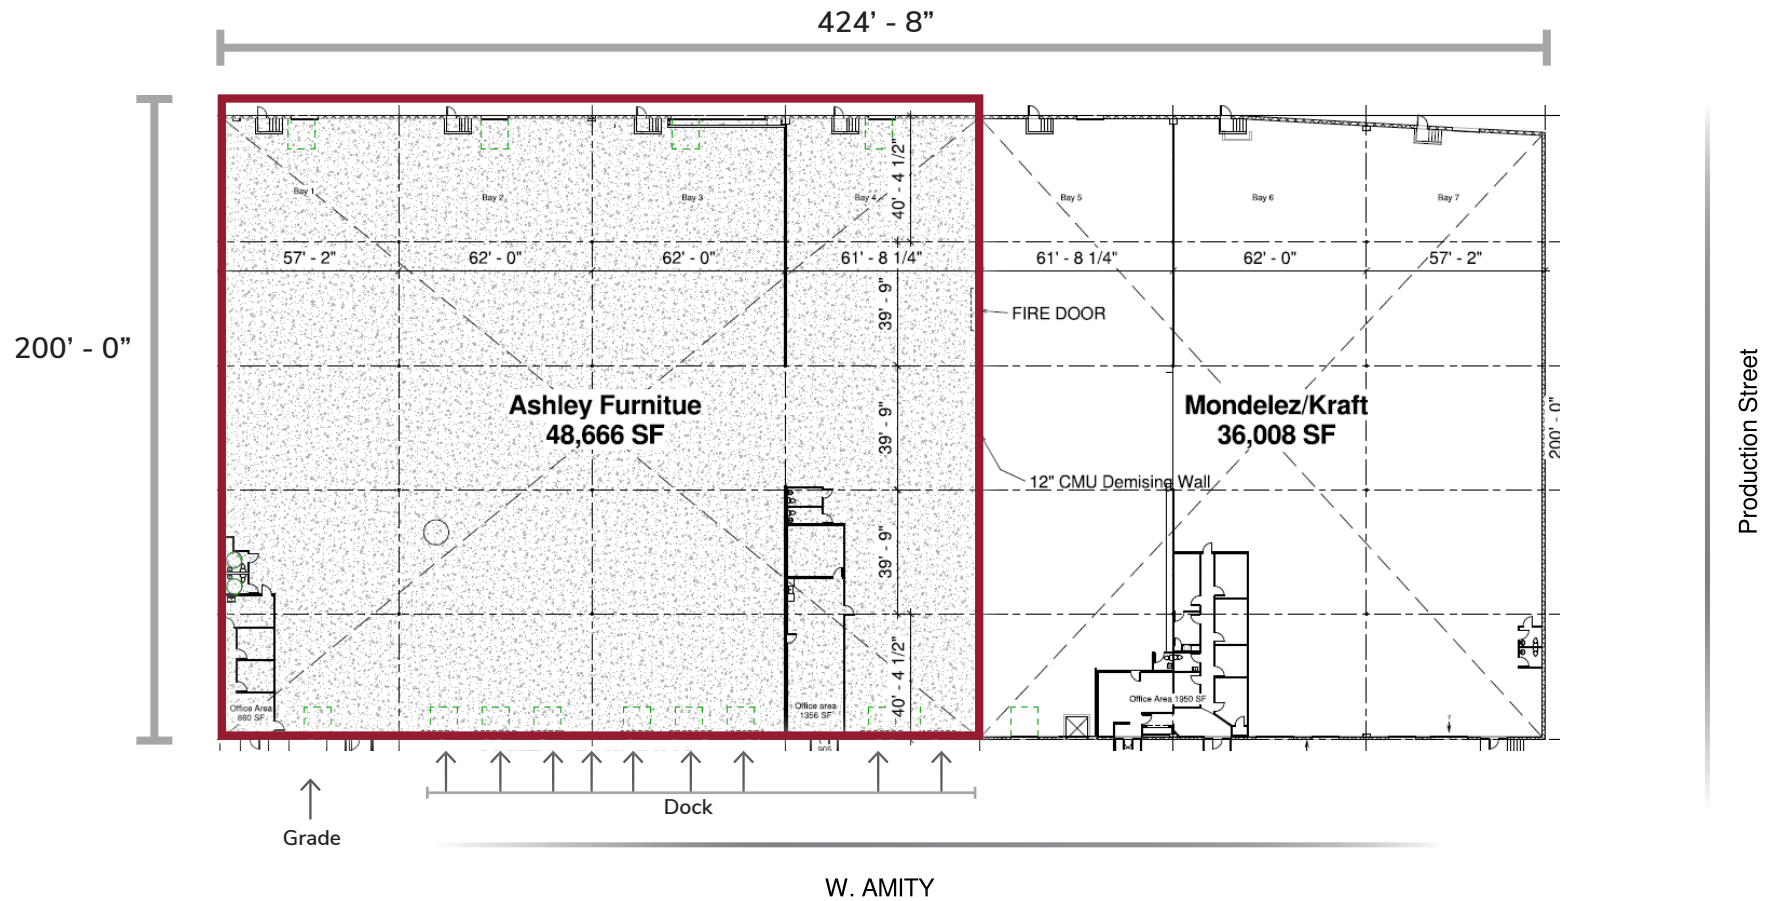 424’ - 8”
200’ - 0”
Bay 1
Bay 2
Bay 3
Bay 4
Bay 5
Bay 6
Bay 7
40' - 4 1/2"
57' - 2"
62' - 0"
62' - 0"
61' - 8 1/4"
61' - 8 1/4"
62' - 0"
57' - 2"
39' - 9"
FIRE DOOR
Ashley Furnitue
48,666 SF
39' - 9"
Mondelez/Kraft
36,008 SF
200' - 0"
Production Street
12" CMU Demising Wall
39' - 9"
40' - 4 1/2"
Office Area
860 SF
Office area
1356 SF
Office Area 1950 SF
Dock
Grade
W. AMITY